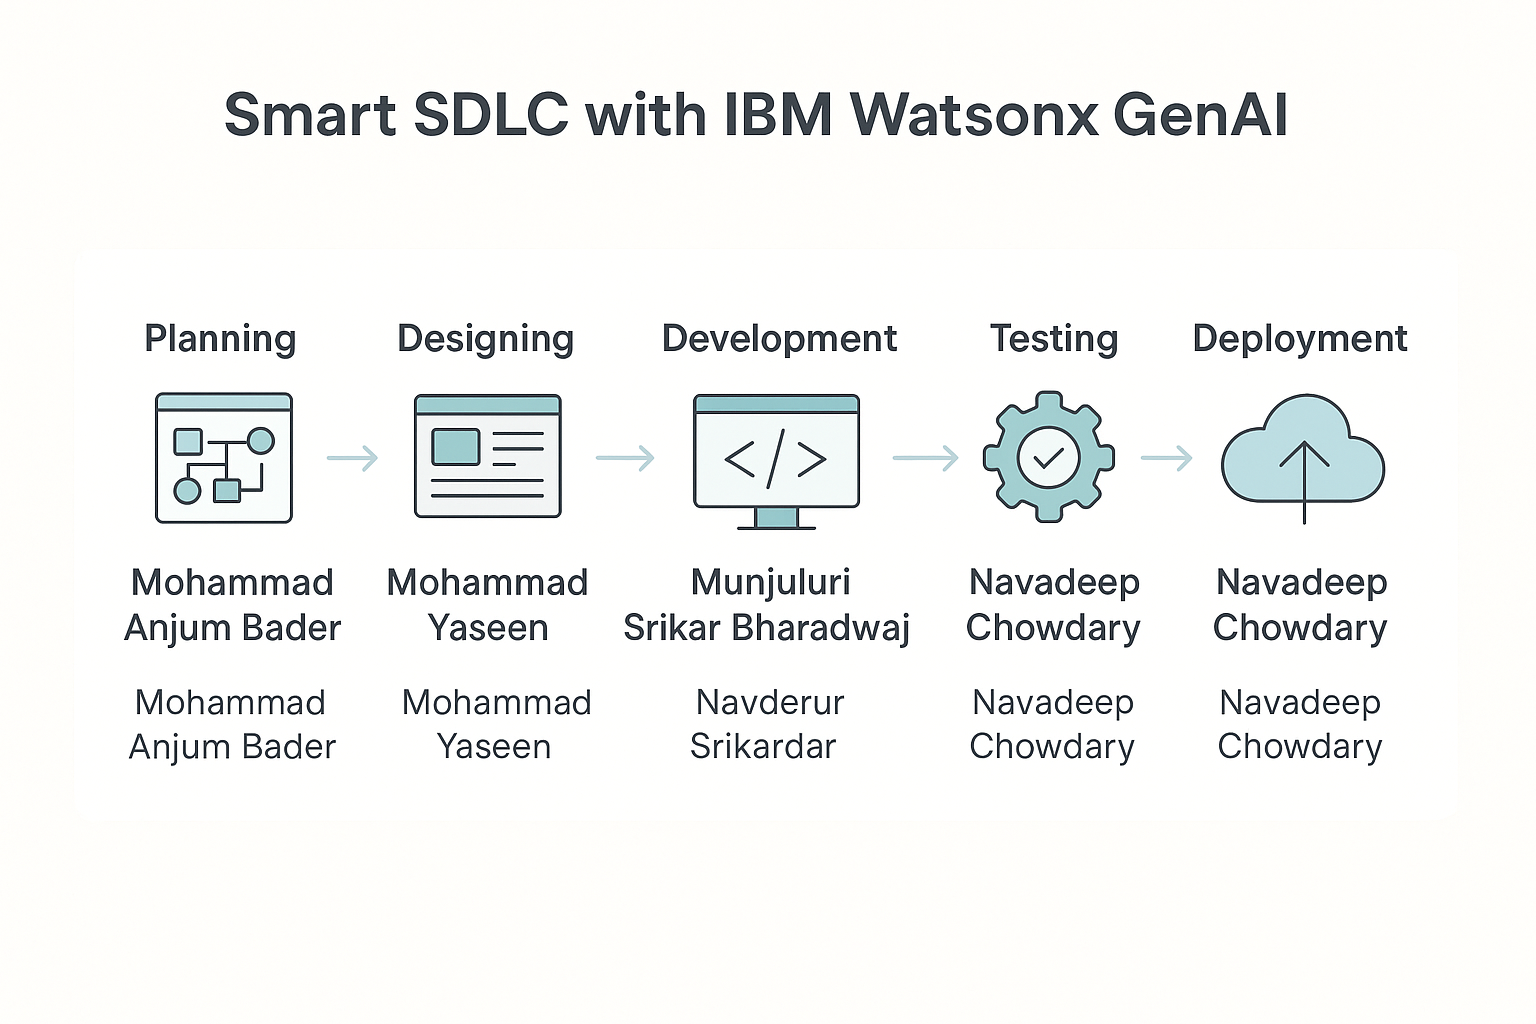 Smart SDLC with IBM Watsonx GenAI
Planning
Designing
Development
Testing
Deployment
</>
Mohammad
Anjum Bader
Mohammad
Yaseen
Munjuluri
Srikar Bharadwaj
Navadeep
Chowdary
Navadeep
Chowdary
Mohammad
Anjum Bader
Mohammad
Yaseen
Navderur
Srikardar
Navadeep
Chowdary
Navadeep
Chowdary